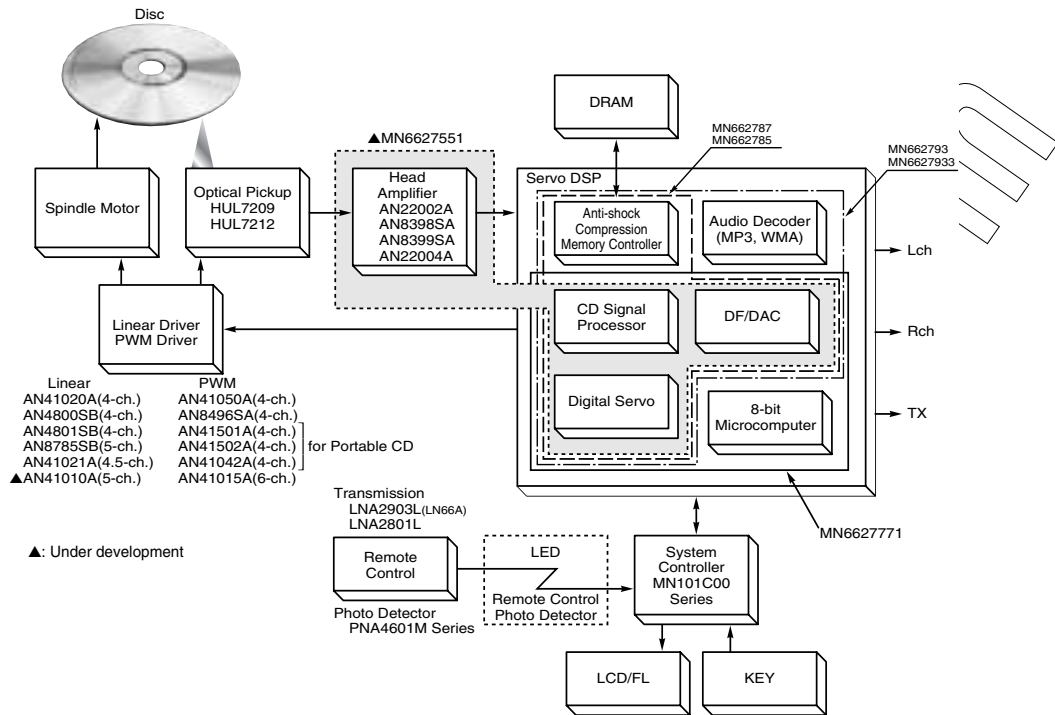 Disc
DRAM
▲MN6627551
MN662787
MN662785
MN662793
MN6627933
Servo DSP
Spindle Motor
Optical Pickup
HUL7209
HUL7212
Head
Amplifier
AN22002A
AN8398SA
AN8399SA
AN22004A
Anti-shock
Compression
Memory Controller
Audio Decoder
(MP3, WMA)
Lch
Linear Driver
PWM Driver
CD Signal
Processor
DF/DAC
Rch
Digital Servo
8-bit
Microcomputer
TX
Linear
AN41020A(4-ch.)
AN4800SB(4-ch.)
AN4801SB(4-ch.)
AN8785SB(5-ch.)
AN41021A(4.5-ch.)
▲AN41010A(5-ch.)
PWM
AN41050A(4-ch.)
AN8496SA(4-ch.)
AN41501A(4-ch.)
AN41502A(4-ch.)
AN41042A(4-ch.)
AN41015A(6-ch.)
for Portable CD
MN6627771
▲: Under development
Transmission
LNA2903L(LN66A)
LNA2801L
Remote
Control
Photo Detector
PNA4601M Series
LED
Remote Control
Photo Detector
System
Controller
MN101C00
Series
LCD/FL
KEY